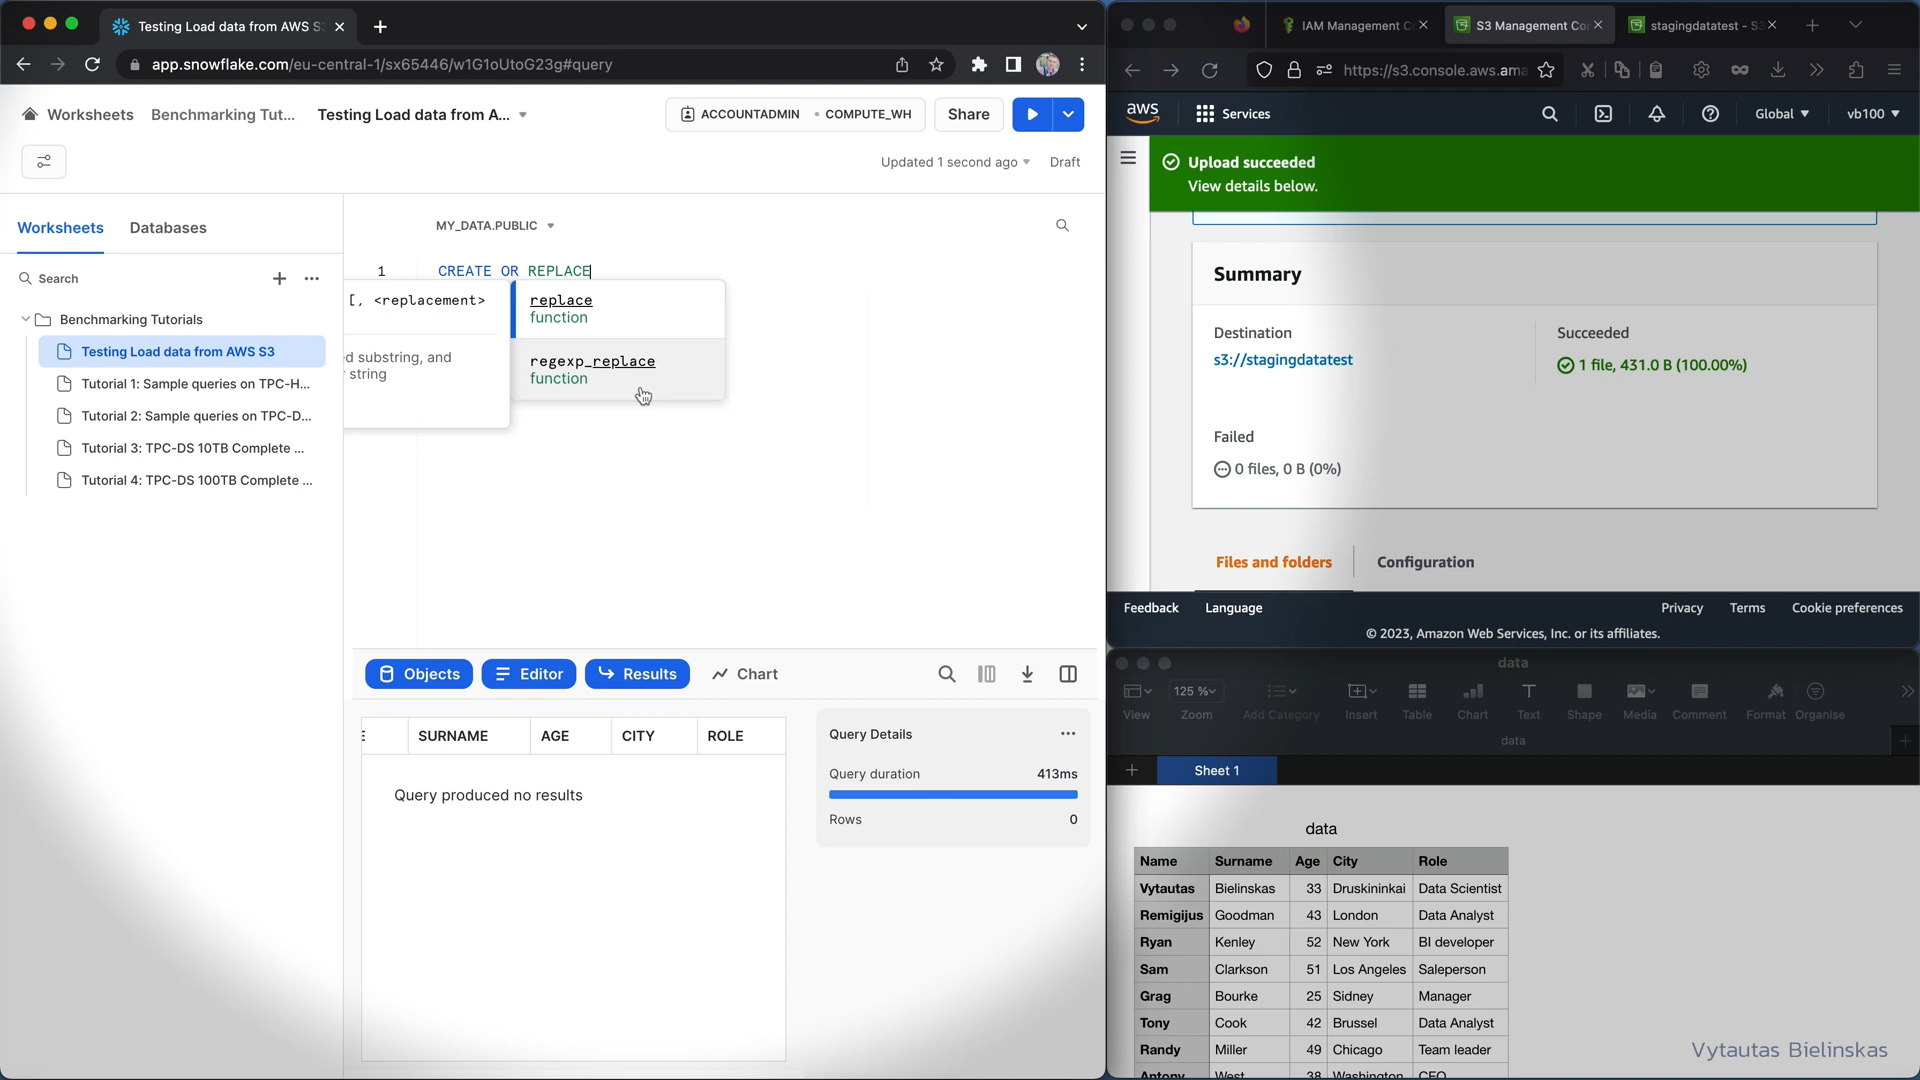 Testing Load data from AWS S
app.snowflake.com/eu-central-1/sx65446/w1G1oUtoG23g#query
Worksheets
Benchmarking Tut...
Testing Load data from A...
ACCOUNTADMIN
COMPUTE_WH
Share
Updated 1 second ago
Draft
Worksheets
Databases
Search
Benchmarking Tutorials
Testing Load data from AWS S3
Tutorial 1: Sample queries on TPC-H...
Tutorial 2: Sample queries on TPC-D...
Tutorial 3: TPC-DS 10TB Complete ...
Tutorial 4: TPC-DS 100TB Complete ...
MY_DATA.PUBLIC
1 CREATE OR REPLACE
[, <replacement>
ed substring, and
string
replace
function
regexp_replace
function
Objects
Editor
Results
Chart
SURNAME AGE CITY ROLE
Query produced no results
Query Details
...
Query duration 413ms
Rows 0
IAM Management C
S3 Management Co
stagingdatatest - S
https://s3.console.aws.ama
aws
Services
Global
vb100
Upload succeeded
View details below.
Summary
Destination
s3://stagingdatatest
Succeeded
1 file, 431.0 B (100.00%)
Failed
0 files, 0 B (0%)
Files and folders
Configuration
Feedback
Language
Privacy
Terms
Cookie preferences
© 2023, Amazon Web Services, Inc. or its affiliates.
data
125 %
View Zoom Add Category Insert Table Chart Text Shape Media Comment Format Organise
data
Sheet 1
data
Name Surname Age City Role
Vytautas Bielinskas 33 Druskininkai Data Scientist
Remigijus Goodman 43 London Data Analyst
Ryan Kenley 52 New York BI developer
Sam Clarkson 51 Los Angeles Saleperson
Grag Bourke 25 Sidney Manager
Tony Cook 42 Brussel Data Analyst
Randy Miller 49 Chicago Team leader
Antony West 38 Washington CEO
Vytautas Bielinskas